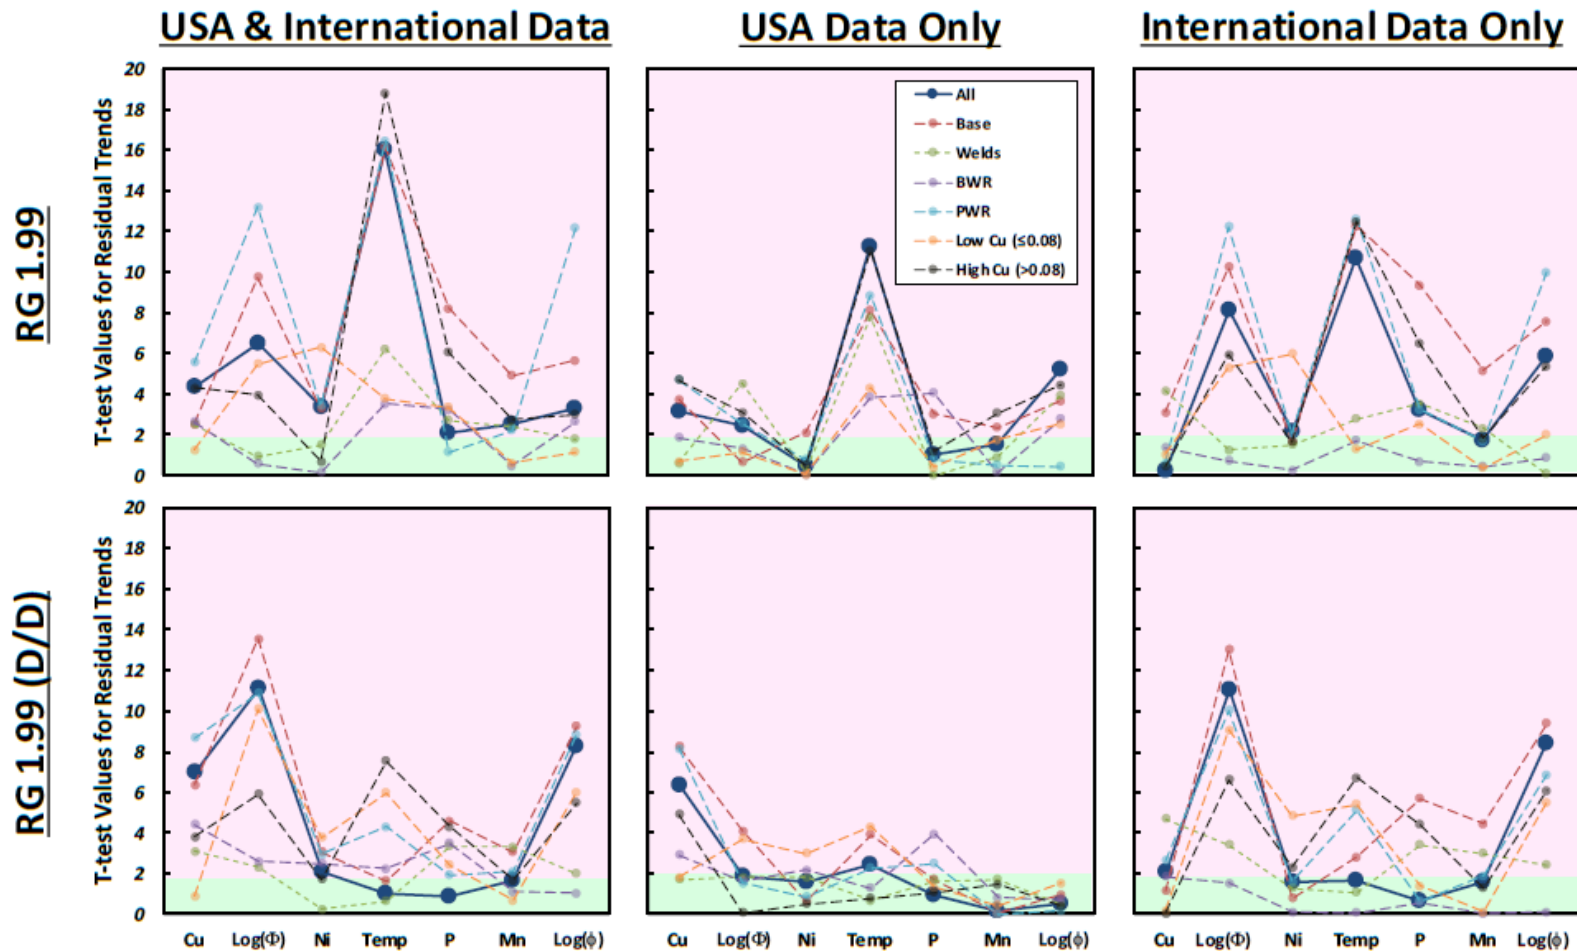 USA & International Data
USA Data Only
International Data Only
RG 1.99
T-test Values for Residual Trends
20
18
16
14
12
10
8
6
4
2
0
All
Base
Welds
BWR
PWR
Low Cu (≤0.08)
High Cu (>0.08)
RG 1.99 (D/D)
T-test Values for Residual Trends
20
18
16
14
12
10
8
6
4
2
0
Cu Log(Φ) Ni Temp P Mn Log(ϕ)
Cu Log(Φ) Ni Temp P Mn Log(ϕ)
Cu Log(Φ) Ni Temp P Mn Log(ϕ)